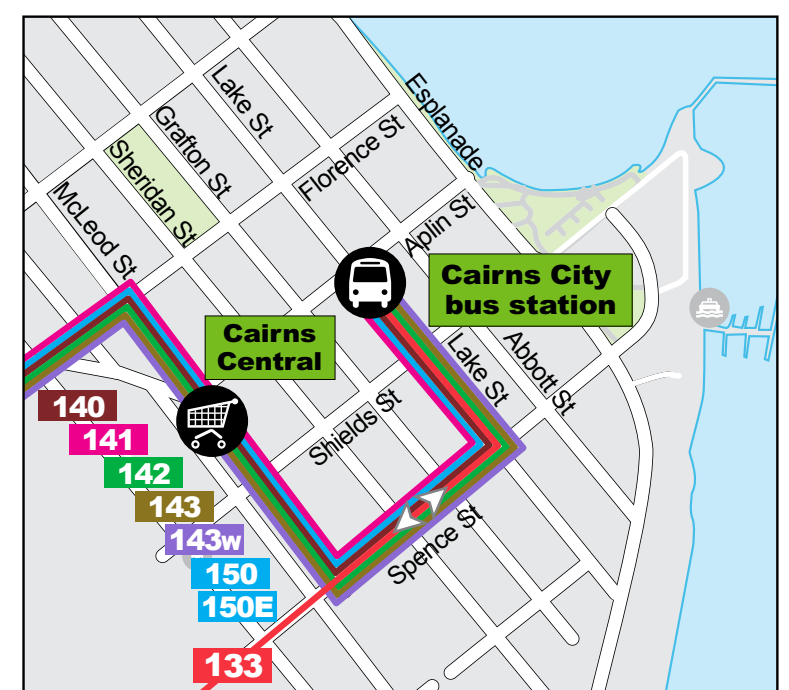 Esplanade
Lake St
Grafton St
Florence St
Sheridan St
McLeod St
Aplin St
Cairns City
bus station
Cairns
Central
Lake St
Abbott St
Shields St
140
141
142
143
143w
150
150E
133
Spence St